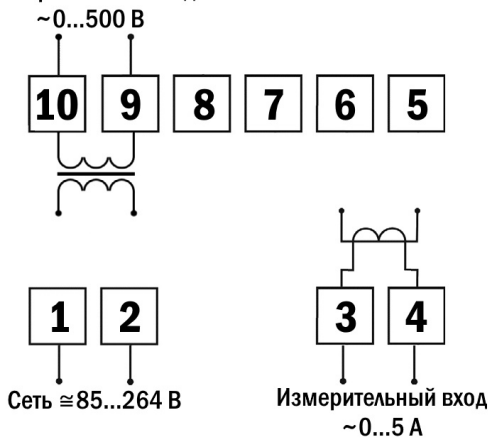 ~0...500 В
10 9 8 7 6 5
1 2 3 4
Сеть ≅85...264 В
Измерительный вход
~0...5 А